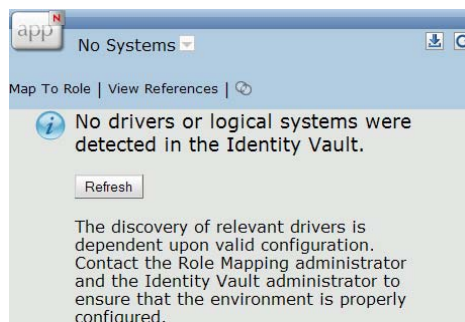 app N
No Systems
Map To Role | View References |
No drivers or logical systems were
detected in the Identity Vault.
Refresh
The discovery of relevant drivers is
dependent upon valid configuration.
Contact the Role Mapping administrator
and the Identity Vault administrator to
ensure that the environment is properly
configured.